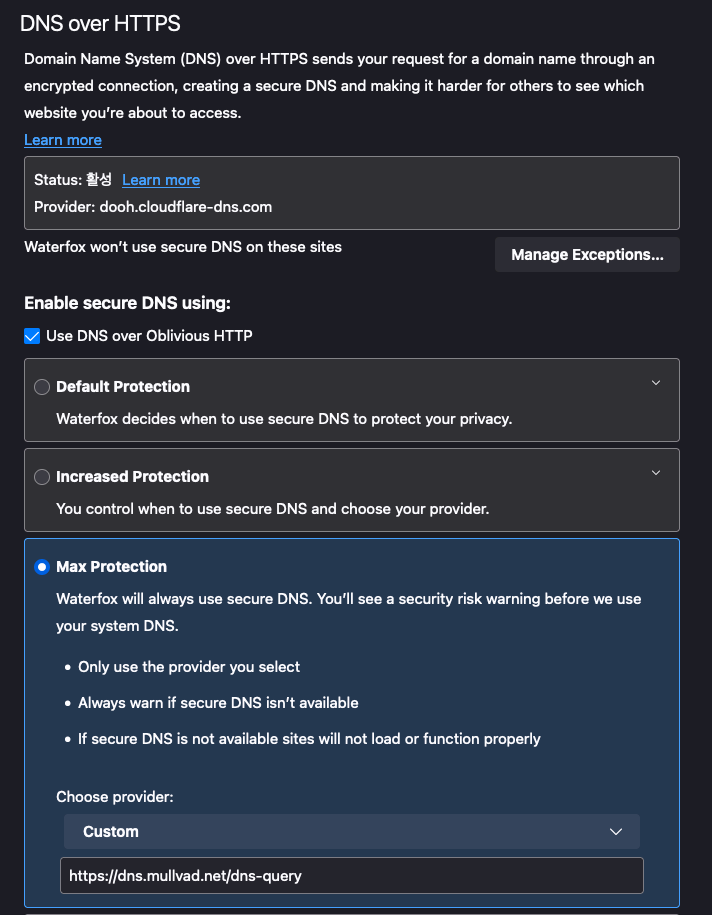 DNS over HTTPS
Domain Name System (DNS) over HTTPS sends your request for a domain name through an
encrypted connection, creating a secure DNS and making it harder for others to see which
website you're about to access.
Learn more
Status: 활성 Learn more
Provider: dooh.cloudflare-dns.com
Waterfox won't use secure DNS on these sites
Manage Exceptions...
Enable secure DNS using:
Use DNS over Oblivious HTTP
Default Protection
Waterfox decides when to use secure DNS to protect your privacy.
Increased Protection
You control when to use secure DNS and choose your provider.
Max Protection
Waterfox will always use secure DNS. You'll see a security risk warning before we use
your system DNS.
• Only use the provider you select
• Always warn if secure DNS isn't available
• If secure DNS is not available sites will not load or function properly
Choose provider:
Custom
https://dns.mullvad.net/dns-query